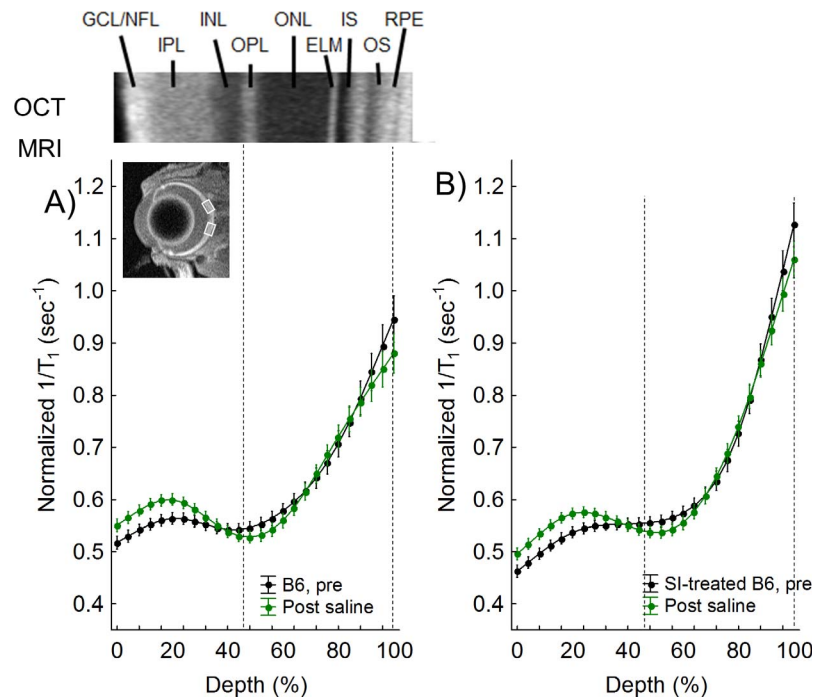 GCL/NFL INL ONL IS RPE
IPL OPL ELM OS
OCT
MRI
A)
Normalized 1/T1 (sec-1)
1.2
1.1
1.0
0.9
0.8
0.7
0.6
0.5
0.4
B6, pre
Post saline
0 20 40 60 80 100
Depth (%)
B)
Normalized 1/T1 (sec-1)
1.2
1.1
1.0
0.9
0.8
0.7
0.6
0.5
0.4
SI-treated B6, pre
Post saline
0 20 40 60 80 100
Depth (%)